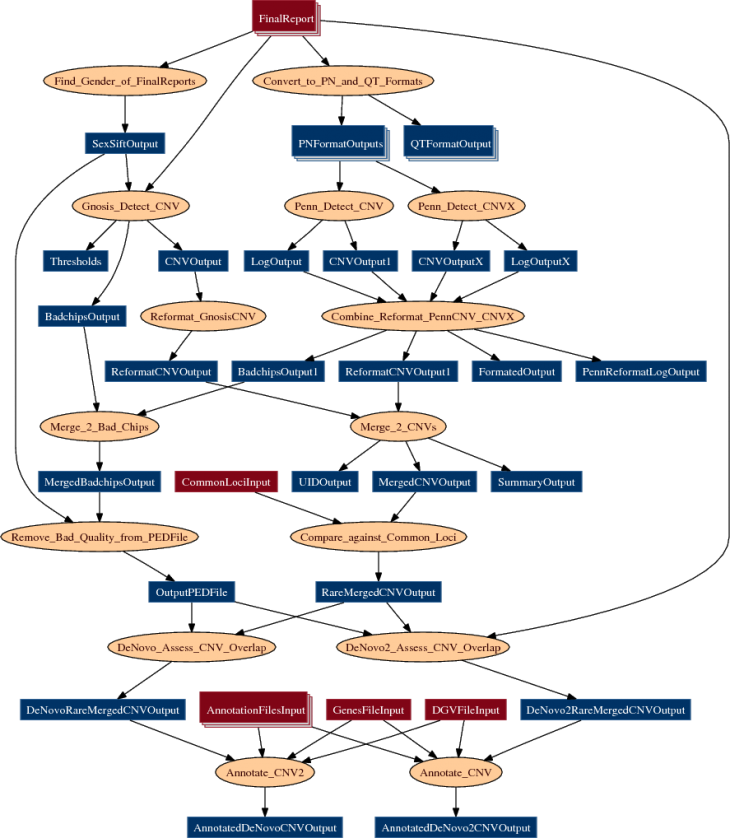 FinalReport
Find_Gender_of_FinalReports
Convert_to_PN_and_QT_Formats
SexSiftOutput
PNFormatOutputs
QTFormatOutput
Gnosis_Detect_CNV
Penn_Detect_CNV
Penn_Detect_CNVX
Thresholds
CNVOutput
LogOutput
CNVOutput1
CNVOutputX
LogOutputX
BadchipsOutput
Reformat_GnosisCNV
Combine_Reformat_PennCNV_CNVX
ReformatCNVOutput
BadchipsOutput1
ReformatCNVOutput1
FormatedOutput
PennReformatLogOutput
Merge_2_Bad_Chips
Merge_2_CNVs
MergedBadchipsOutput
CommonLociInput
UIDOutput
MergedCNVOutput
SummaryOutput
Remove_Bad_Quality_from_PEDFile
Compare_against_Common_Loci
OutputPEDFile
RareMergedCNVOutput
DeNovo_Assess_CNV_Overlap
DeNovo2_Assess_CNV_Overlap
DeNovoRareMergedCNVOutput
AnnotationFilesInput
GenesFileInput
DGVFileInput
DeNovo2RareMergedCNVOutput
Annotate_CNV2
Annotate_CNV
AnnotatedDeNovoCNVOutput
AnnotatedDeNovo2CNVOutput